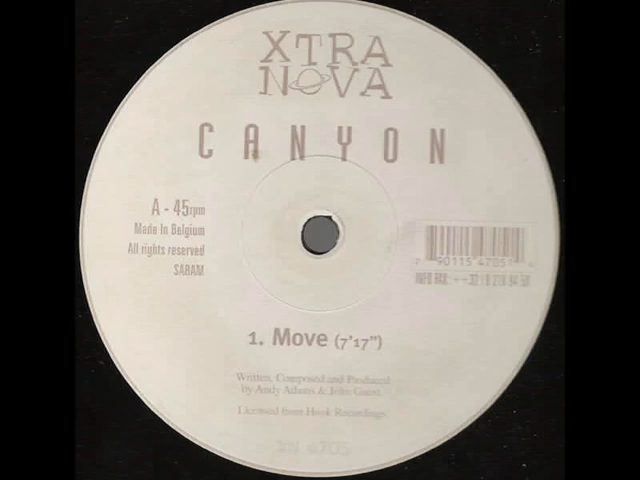 XTRA
NOVA
CANYON
A - 45rpm
Made In Belgium
All rights reserved
SABAM
1. Move (7'17")
Written, Composed and Produced
by Andy Adams & John Guest.
Licensed from Hook Recordings.